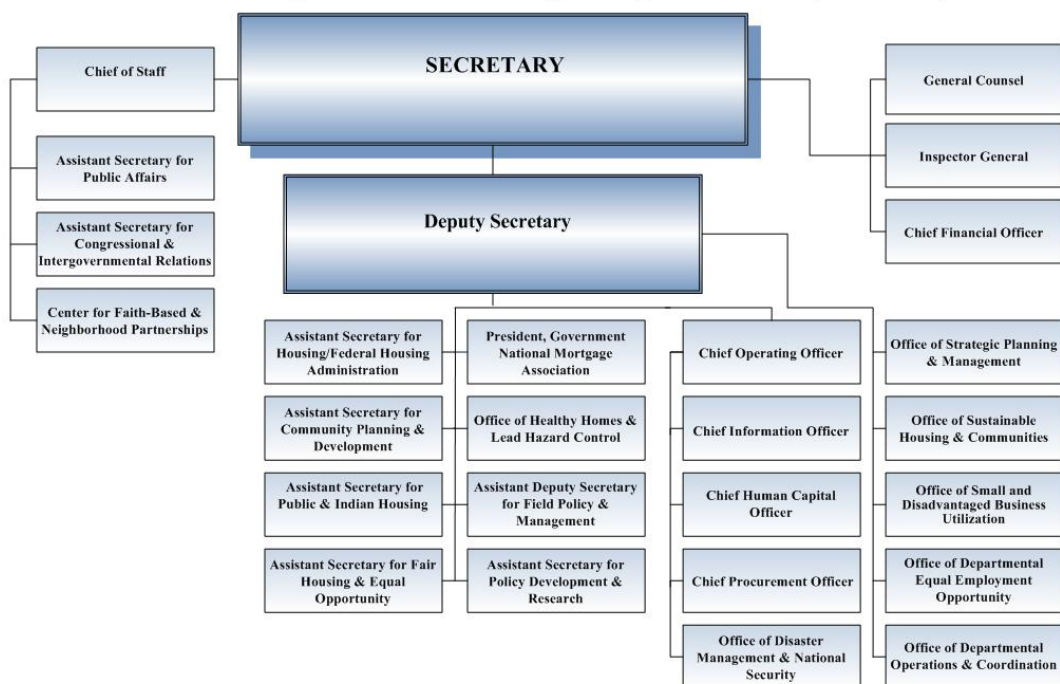 SECRETARY
Chief of Staff
Assistant Secretary for
Public Affairs
Assistant Secretary for
Congressional &
Intergovernmental Relations
Center for Faith-Based &
Neighborhood Partnerships
General Counsel
Inspector General
Chief Financial Officer
Deputy Secretary
Assistant Secretary for
Housing/Federal Housing
Administration
President, Government
National Mortgage
Association
Assistant Secretary for
Community Planning &
Development
Office of Healthy Homes &
Lead Hazard Control
Assistant Secretary for
Public & Indian Housing
Assistant Deputy Secretary
for Field Policy &
Management
Assistant Secretary for Fair
Housing & Equal
Opportunity
Assistant Secretary for
Policy Development &
Research
Chief Operating Officer
Chief Information Officer
Chief Human Capital
Officer
Chief Procurement Officer
Office of Disaster
Management & National
Security
Office of Strategic Planning
& Management
Office of Sustainable
Housing & Communities
Office of Small and
Disadvantaged Business
Utilization
Office of Departmental
Equal Employment
Opportunity
Office of Departmental
Operations & Coordination